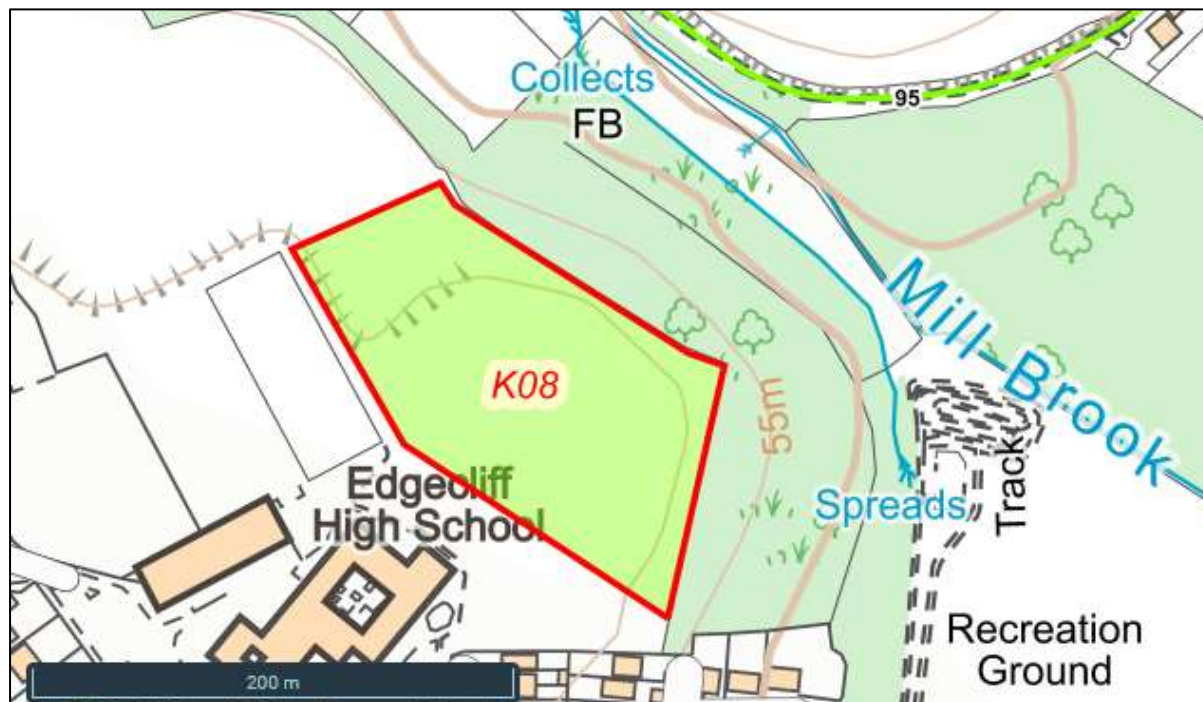 95
Collects
FB
Mill Brook
K08
55m
Edgecliff
High School
Spreads
Track
Recreation
Ground
200 m